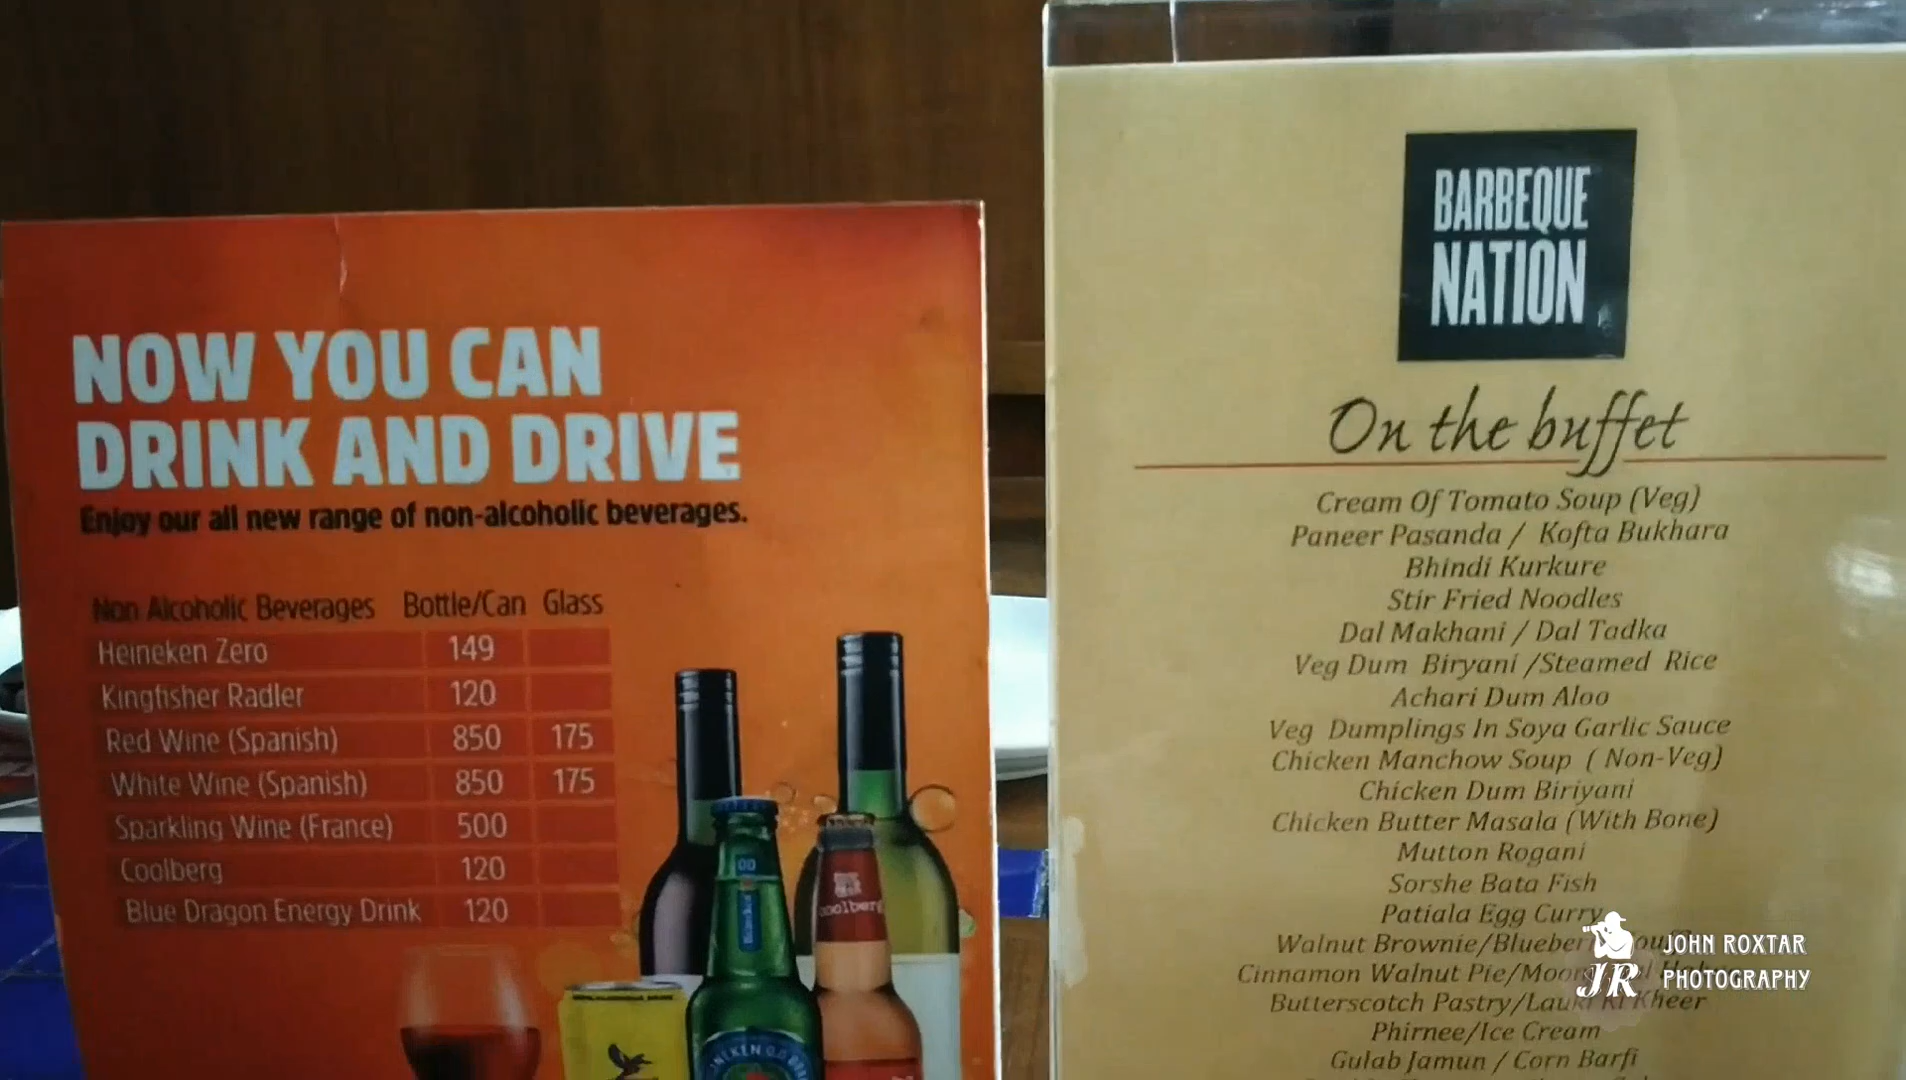 NOW YOU CAN
DRINK AND DRIVE
Enjoy our all new range of non-alcoholic beverages.
Non Alcoholic Beverages Bottle/Can Glass
Heineken Zero 149
Kingfisher Radler 120
Red Wine (Spanish) 850 175
White Wine (Spanish) 850 175
Sparkling Wine (France) 500
Coolberg 120
Blue Dragon Energy Drink 120
Heineken
coolberg
BARBEQUE
NATION
On the buffet
Cream Of Tomato Soup (Veg)
Paneer Pasanda / Kofta Bukhara
Bhindi Kurkure
Stir Fried Noodles
Dal Makhani / Dal Tadka
Veg Dum Biryani /Steamed Rice
Achari Dum Aloo
Veg Dumplings In Soya Garlic Sauce
Chicken Manchow Soup ( Non-Veg)
Chicken Dum Biriyani
Chicken Butter Masala (With Bone)
Mutton Rogani
Sorshe Bata Fish
Patiala Egg Curry
Walnut Brownie/
Cinnamon Walnut Pie/
Butterscotch Pastry/Lauki Ki Kheer
Phirnee/Ice Cream
Gulab Jamun / Corn Barfi
JR
JOHN ROXTAR
PHOTOGRAPHY